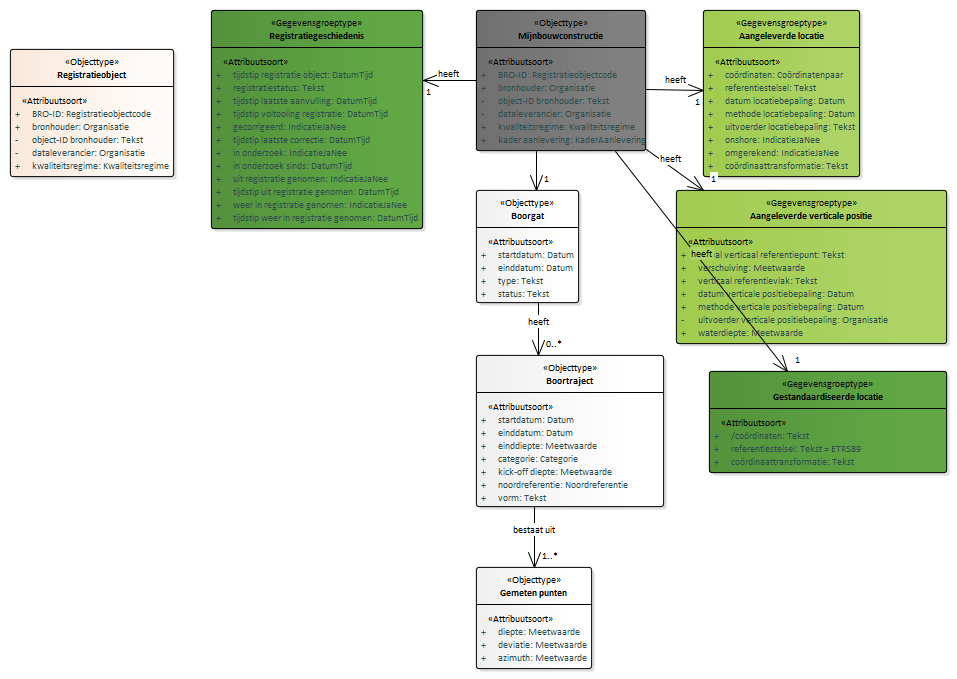 «Objecttype»
Registratieobject
«Attribuutsoort»
+ BRO-ID: Registratieobjectcode
+ bronhouder: Organisatie
- object-ID bronhouder: Tekst
- dataleverancier: Organisatie
+ kwaliteitsregime: Kwaliteitsregime
«Gegevensgroeptype»
Registratiegeschiedenis
«Attribuutsoort»
+ tijdstip registratie object: DatumTijd
+ registratiestatus: Tekst
+ tijdstip laatste aanvulling: DatumTijd
+ tijdstip voltooling registratie: DatumTijd
+ gecorrigeerd: IndicatieJaNee
+ tijdstip laatste correctie: DatumTijd
+ in onderzoek: IndicatieJaNee
+ in onderzoek sinds: DatumTijd
+ uit registratie genomen: IndicatieJaNee
+ tijdstip uit registratie genomen: DatumTijd
+ weer in registratie genomen: IndicatieJaNee
+ tijdstip weer in registratie genomen: DatumTijd
heeft
1
«Objecttype»
Mijnbouwconstructie
«Attribuutsoort»
+ BRO-ID: Registratieobjectcode
+ bronhouder: Organisatie
- object-ID bronhouder: Tekst
- dataleverancier: Organisatie
+ kwaliteitsregime: Kwaliteitsregime
+ kader aanlevering: KaderAanlevering
heeft
1
«Gegevensgroeptype»
Aangeleverde locatie
«Attribuutsoort»
+ coördinaten: Coördinatenpaar
+ referentiestelsel: Tekst
+ datum locatiebepaling: Datum
+ methode locatiebepaling: Datum
+ uitvoerder locatiebepaling: Tekst
+ onshore: IndicatieJaNee
+ omgerekend: IndicatieJaNee
+ coördinaattransformatie: Tekst
heeft
1
«Gegevensgroeptype»
Aangeleverde verticale positie
«Attribuutsoort»
+ al verticaal referentiepunt: Tekst
+ verschuiving: Meetwaarde
+ verticaal referentievlak: Tekst
+ datum verticale positiebepaling: Datum
+ methode verticale positiebepaling: Datum
- uitvoerder verticale positiebepaling: Organisatie
+ waterdiepte: Meetwaarde
heeft
1
«Gegevensgroeptype»
Gestandaardiseerde locatie
«Attribuutsoort»
+ /coördinaten: Tekst
+ referentiestelsel: Tekst = ETRS89
+ coördinaattransformatie: Tekst
1
«Objecttype»
Boorgat
«Attribuutsoort»
+ startdatum: Datum
+ einddatum: Datum
+ type: Tekst
+ status: Tekst
heeft
0..*
«Objecttype»
Boortraject
«Attribuutsoort»
+ startdatum: Datum
+ einddatum: Datum
+ einddiepte: Meetwaarde
+ categorie: Categorie
+ kick-off diepte: Meetwaarde
+ noordreferentie: Noordreferentie
+ vorm: Tekst
bestaat uit
1..*
«Objecttype»
Gemeten punten
«Attribuutsoort»
+ diepte: Meetwaarde
+ deviatie: Meetwaarde
+ azimuth: Meetwaarde